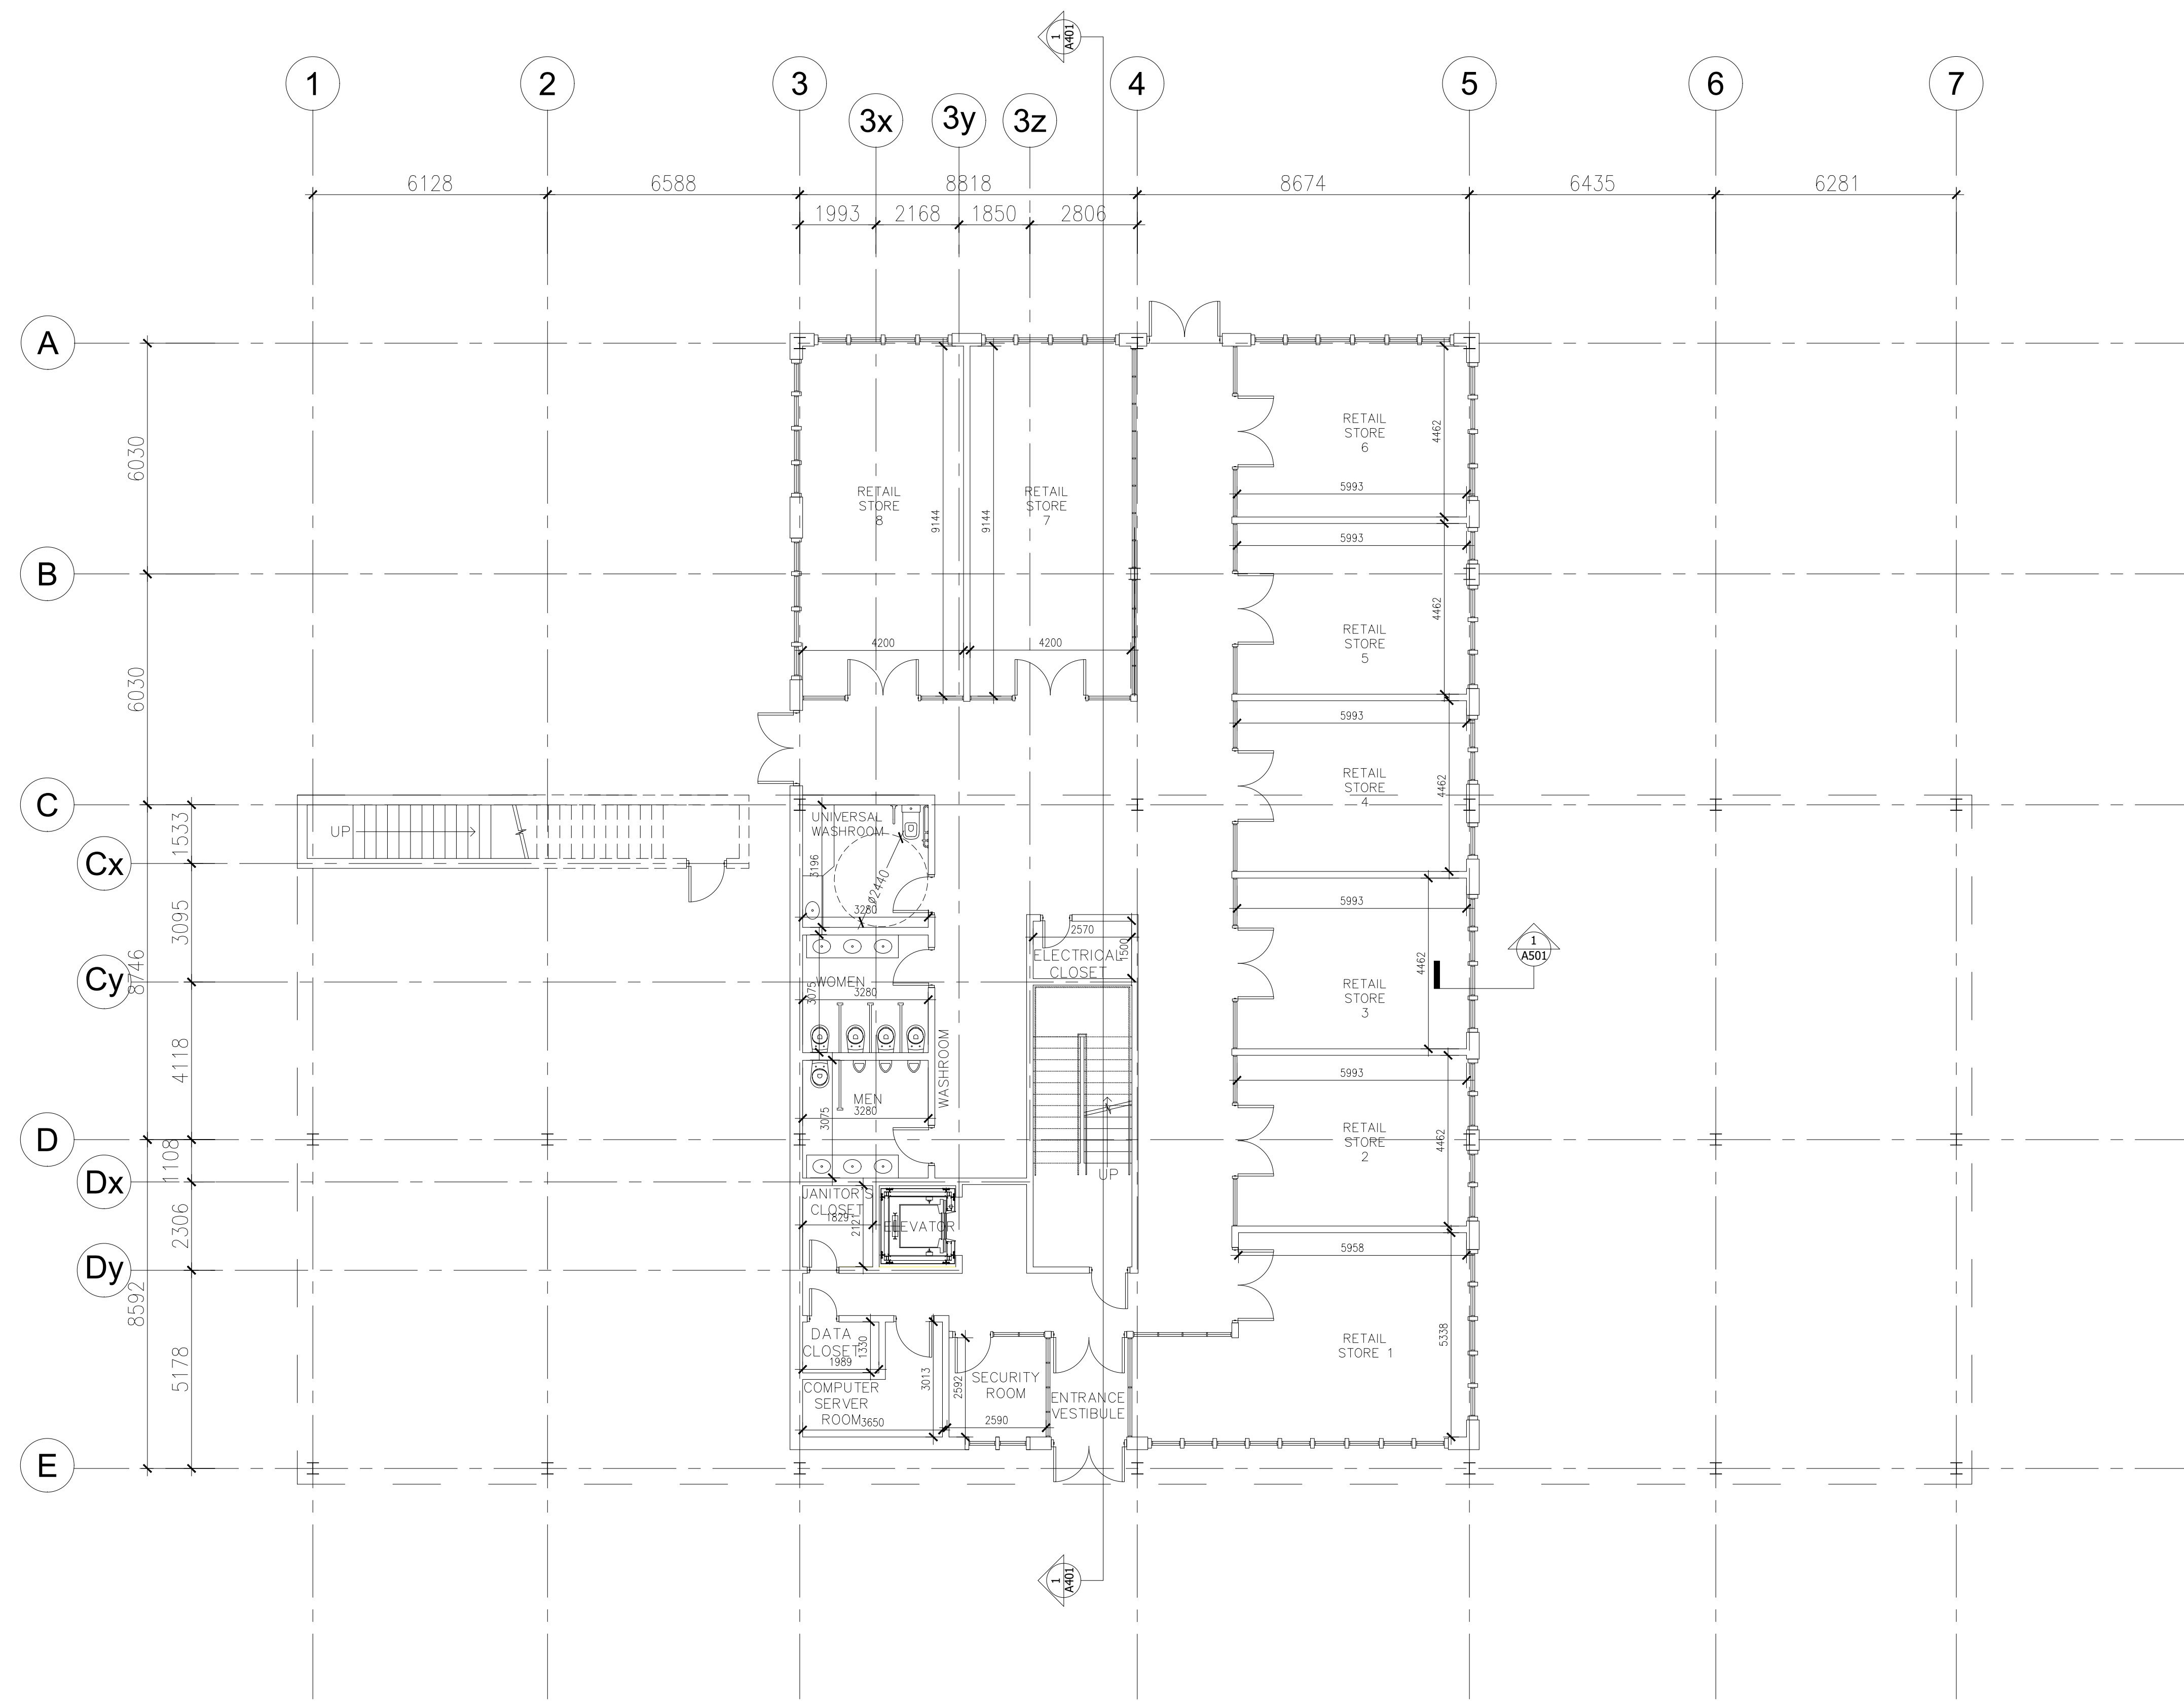 1
A401
1
2
3
4
5
6
7
3x
3y
3z
6128
6588
8818
8674
6435
6281
1993
2168
1850
2806
A
B
C
Cx
Cy
D
Dx
Dy
E
6030
6030
8746
8592
1533
3095
4118
1108
2306
5178
RETAIL
STORE
8
9144
4200
RETAIL
STORE
7
9144
4200
RETAIL
STORE
6
4462
5993
5993
RETAIL
STORE
5
4462
5993
RETAIL
STORE
4
4462
5993
RETAIL
STORE
3
4462
5993
1
A501
RETAIL
STORE
2
4462
5958
RETAIL
STORE 1
5338
UP
UNIVERSAL
WASHROOM
3196
ø2440
3280
WOMEN
3075
3280
WASHROOM
MEN
3280
3075
2570
1500
ELECTRICAL
CLOSET
UP
JANITOR'S
CLOSET
1829
2121
ELEVATOR
DATA
CLOSET
1330
1989
COMPUTER
SERVER
ROOM
3650
3013
2592
SECURITY
ROOM
2590
ENTRANCE
VESTIBULE
1
A401